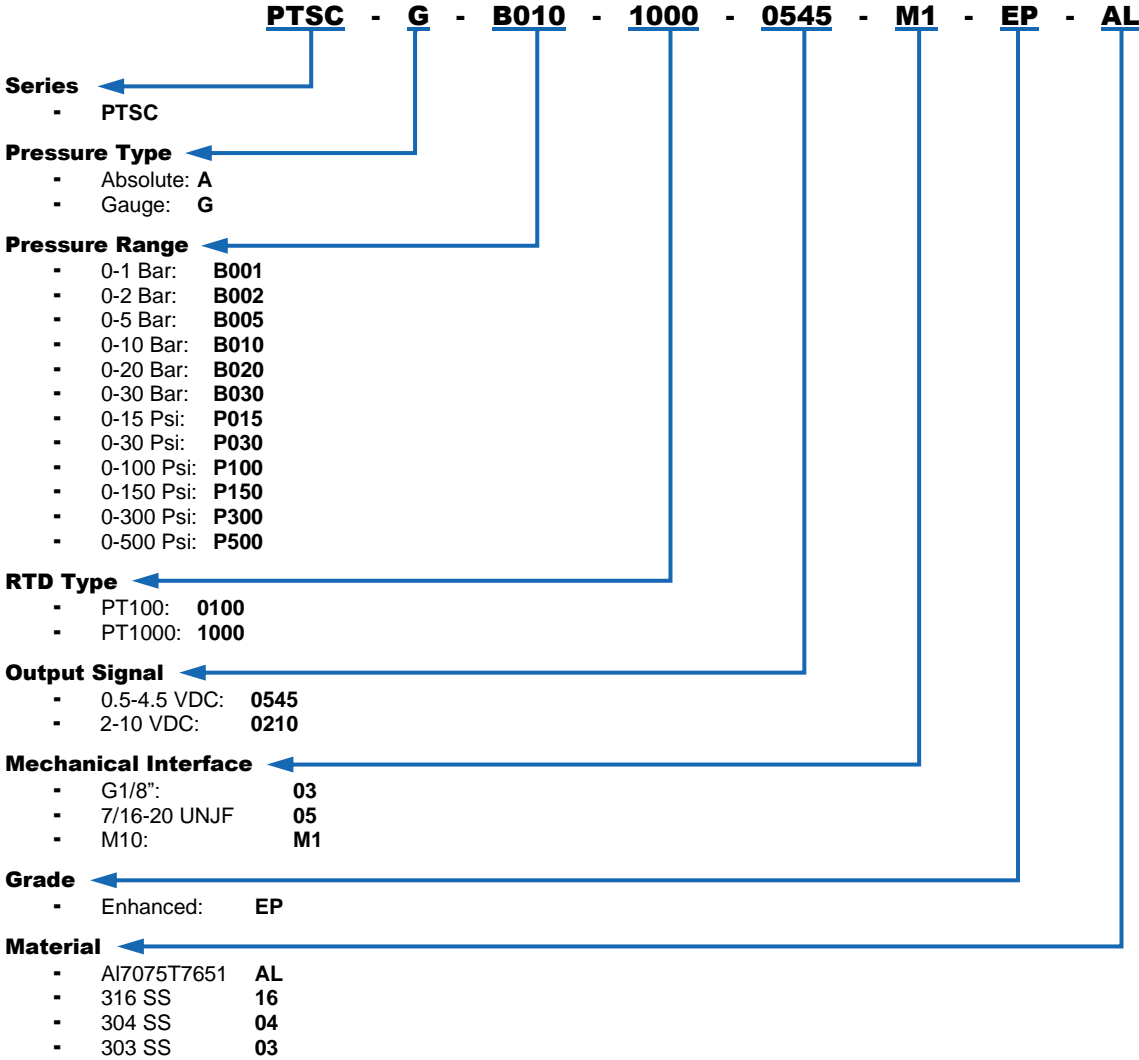 PTSC - G - B010 - 1000 - 0545 - M1 - EP - AL
Series
- PTSC
Pressure Type
- Absolute: A
- Gauge: G
Pressure Range
- 0-1 Bar: B001
- 0-2 Bar: B002
- 0-5 Bar: B005
- 0-10 Bar: B010
- 0-20 Bar: B020
- 0-30 Bar: B030
- 0-15 Psi: P015
- 0-30 Psi: P030
- 0-100 Psi: P100
- 0-150 Psi: P150
- 0-300 Psi: P300
- 0-500 Psi: P500
RTD Type
- PT100: 0100
- PT1000: 1000
Output Signal
- 0.5-4.5 VDC: 0545
- 2-10 VDC: 0210
Mechanical Interface
- G1/8”: 03
- 7/16-20 UNJF 05
- M10: M1
Grade
- Enhanced: EP
Material
- Al7075T7651 AL
- 316 SS 16
- 304 SS 04
- 303 SS 03